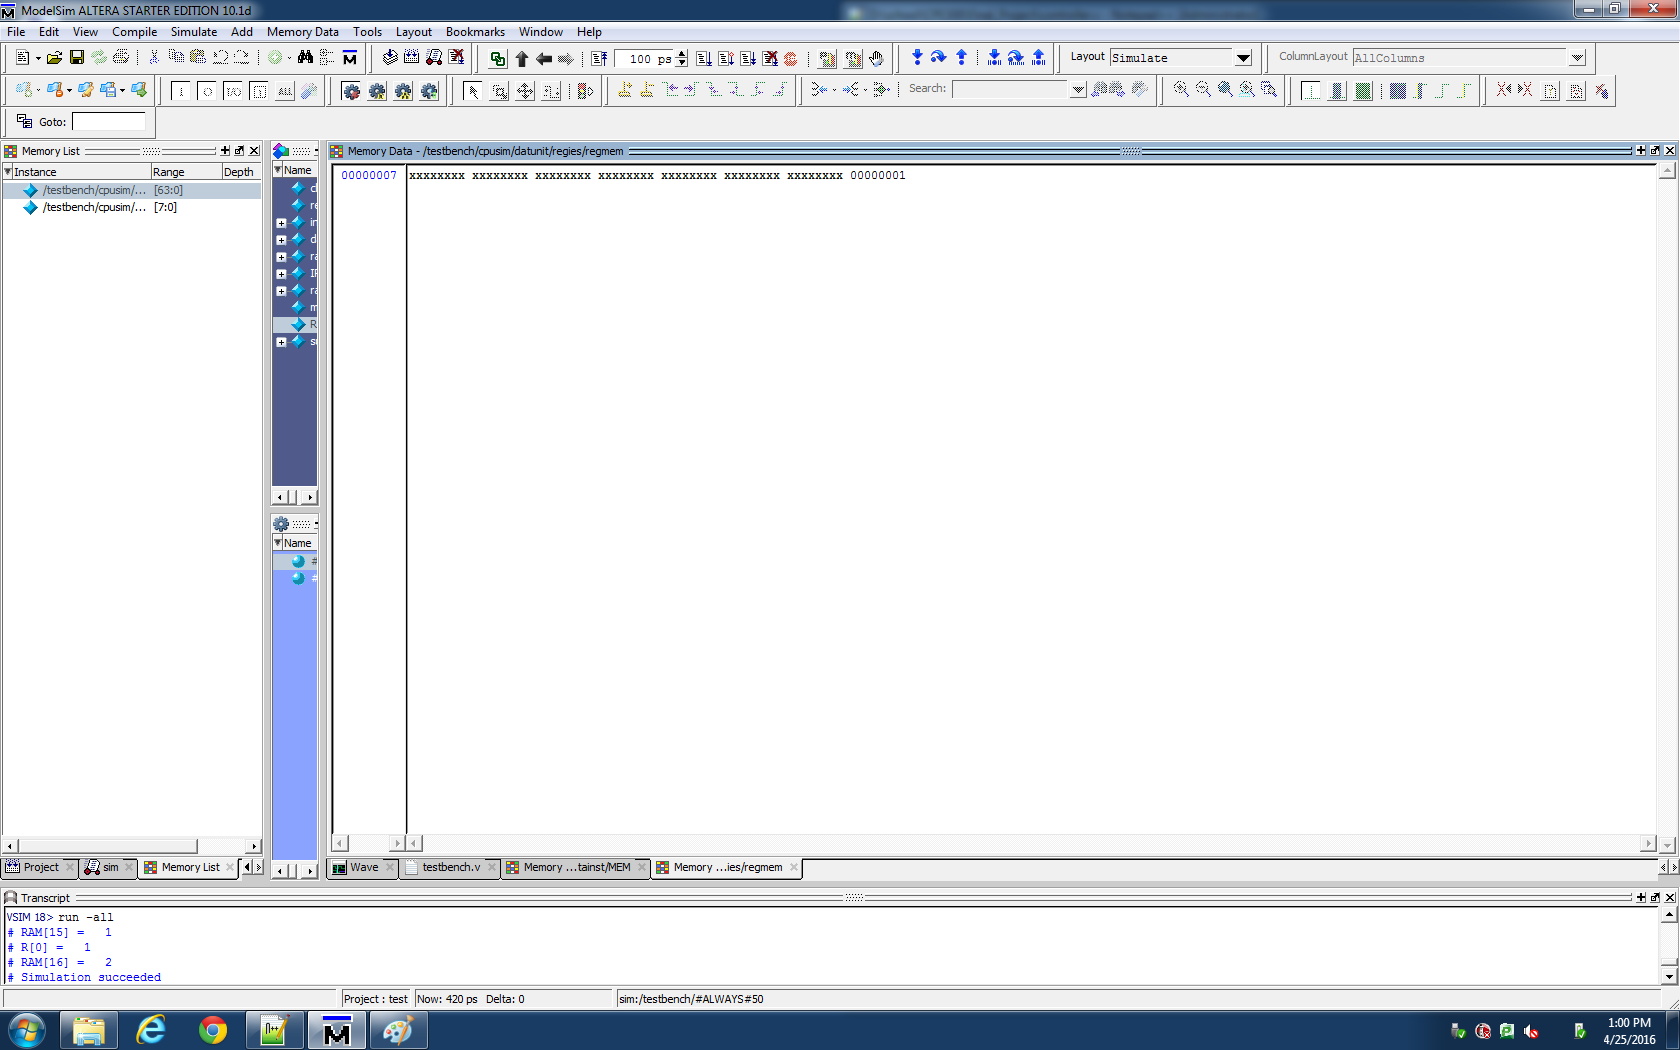 ModelSim ALTERA STARTER EDITION 10.1d
File Edit View Compile Simulate Add Memory Data Tools Layout Bookmarks Window Help
100 ps
Layout Simulate
ColumnLayout AllColumns
I/O
ALL
Search:
Goto:
Memory List
Instance Range Depth
/testbench/cpusim/... [63:0]
/testbench/cpusim/... [7:0]
Name
in
R
Name
#
#
Memory Data - /testbench/cpusim/datunit/regies/regmem
00000007 xxxxxxxx xxxxxxxx xxxxxxxx xxxxxxxx xxxxxxxx xxxxxxxx xxxxxxxx 00000001
Project sim Memory List
Wave testbench.v Memory ...tainst/MEM Memory ...ies/regmem
Transcript
VSIM 18> run -all
# RAM[15] = 1
# R[0] = 1
# RAM[16] = 2
# Simulation succeeded
Project : test Now: 420 ps Delta: 0 sim:/testbench/#ALWAYS#50
1:00 PM
4/25/2016